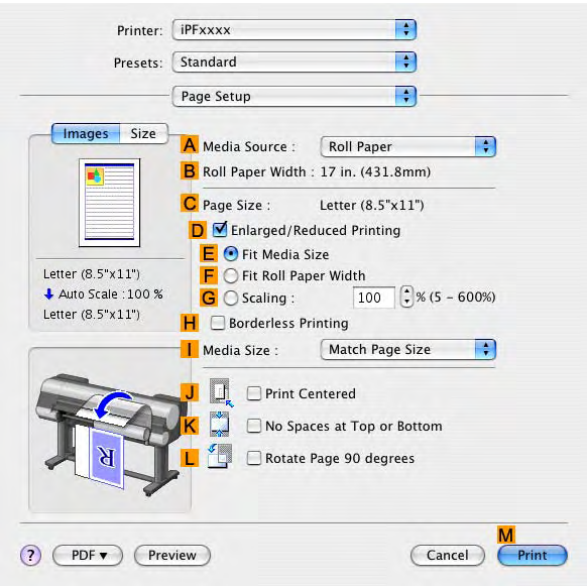 Printer: iPFxxxx
Presets: Standard
Page Setup
Images Size
A Media Source : Roll Paper
B Roll Paper Width : 17 in. (431.8mm)
C Page Size : Letter (8.5"x11")
D Enlarged/Reduced Printing
E Fit Media Size
F Fit Roll Paper Width
G Scaling : 100 % (5 - 600%)
H Borderless Printing
I Media Size : Match Page Size
J Print Centered
K No Spaces at Top or Bottom
L Rotate Page 90 degrees
Letter (8.5"x11")
Auto Scale :100 %
Letter (8.5"x11")
R
M
? PDF Preview Cancel Print